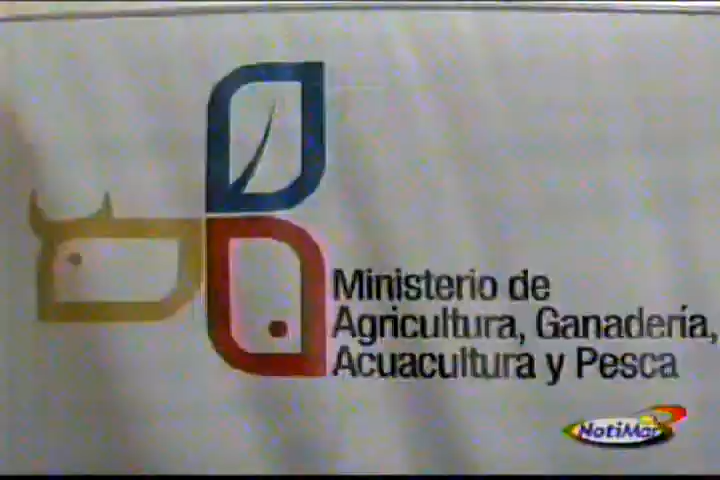 Ministerio de
Agricultura, Ganadería,
Acuacultura y Pesca
NotiMar